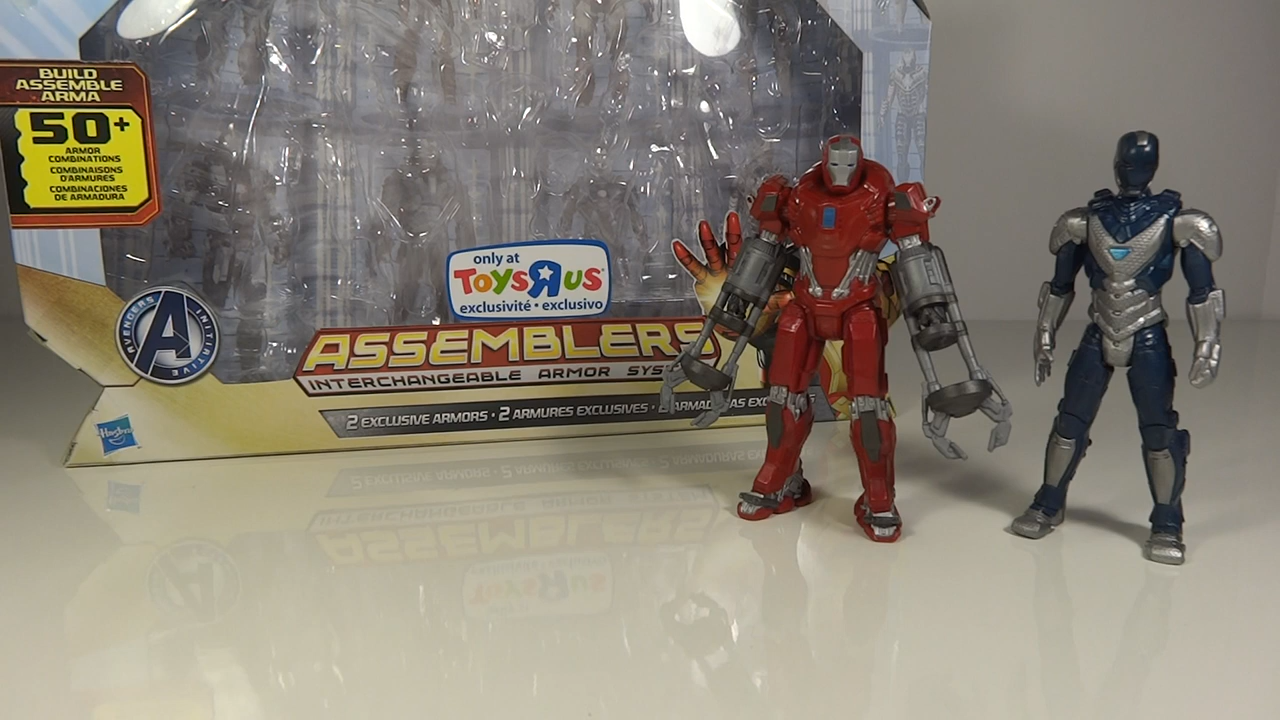 BUILD
ASSEMBLE
ARMA
50+
ARMOR
COMBINATIONS
COMBINAISONS
D'ARMURES
COMBINACIONES
DE ARMADURA
only at
TOYSRUS
exclusivité • exclusivo
AVENGERS INITIATIVE
A
ASSEMBLERS
INTERCHANGEABLE ARMOR
2 EXCLUSIVE ARMORS • 2 ARMURES EXCLUSIVES •
Hasbro